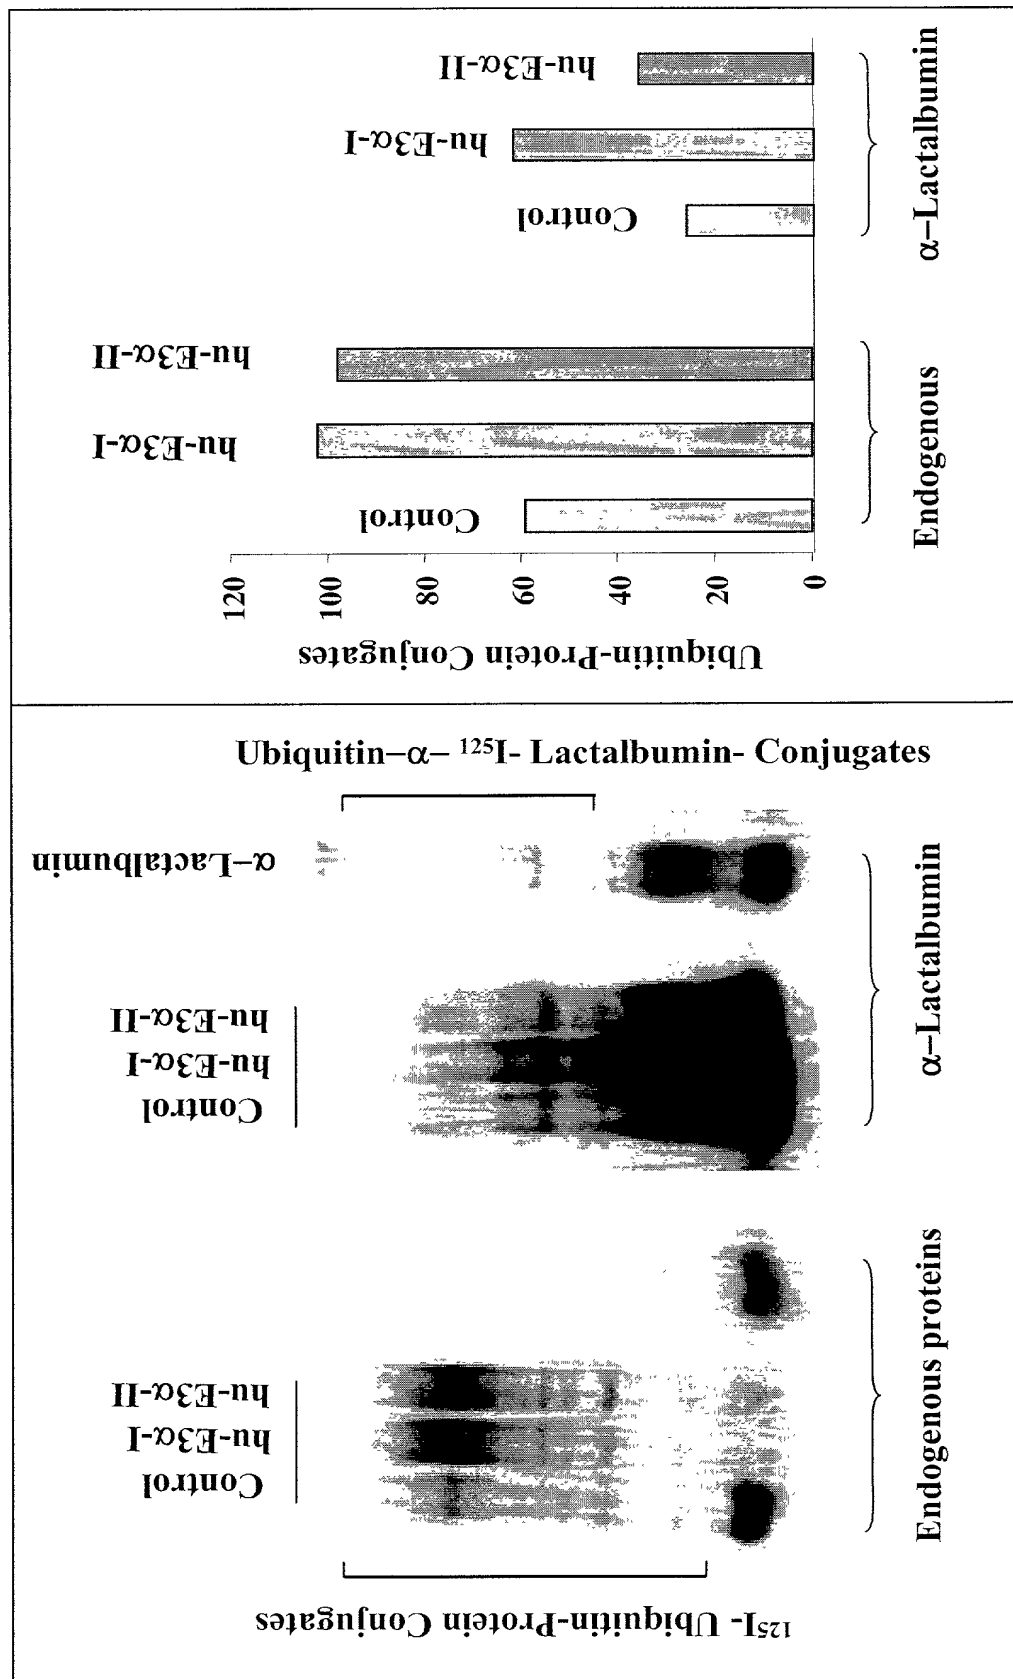 ¹²⁵I- Ubiquitin-Protein Conjugates
Control
hu-E3α-I
hu-E3α-II
Endogenous proteins
Control
hu-E3α-I
hu-E3α-II
α–Lactalbumin
α–Lactalbumin
Ubiquitin–α– ¹²⁵I- Lactalbumin- Conjugates
Ubiquitin-Protein Conjugates
120
100
80
60
40
20
0
Control
hu-E3α-I
hu-E3α-II
Endogenous
Control
hu-E3α-I
hu-E3α-II
α–Lactalbumin